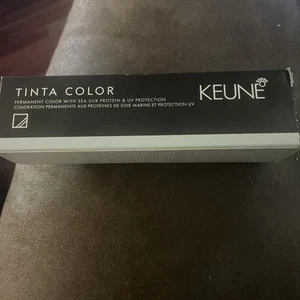 TINTA COLOR
KEUNE
PERMANENT COLOR WITH SEA SILK PROTEIN & UV PROTECTION
COLORATION PERMANENTE AUX PROTÉINES DE SOIE MARINE ET PROTECTION UV